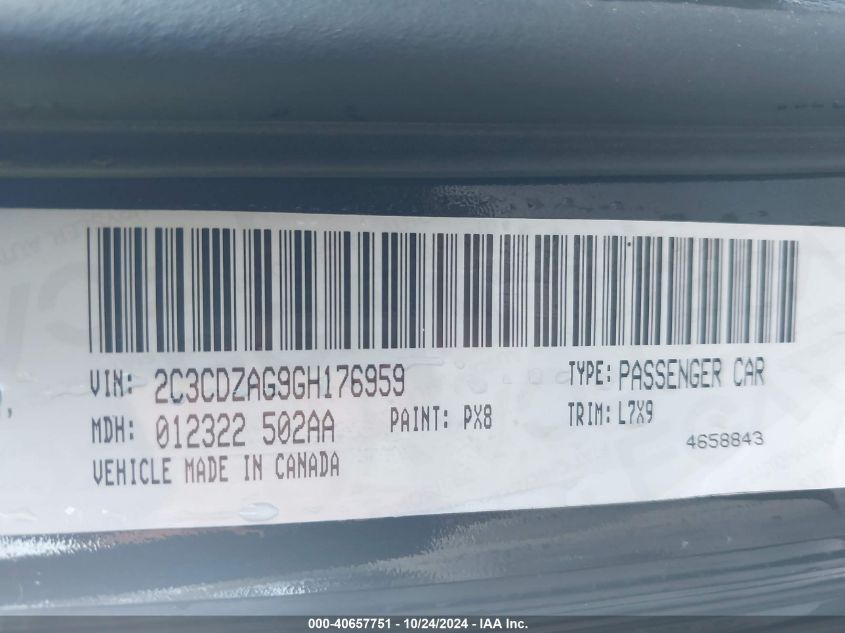 VIN: 2C3CDZAG9GH176959 TYPE: PASSENGER CAR
MDH: 012322 502AA PAINT: PX8 TRIM: L7X9
VEHICLE MADE IN CANADA 4658843
000-40657751 - 10/24/2024 - IAA Inc.